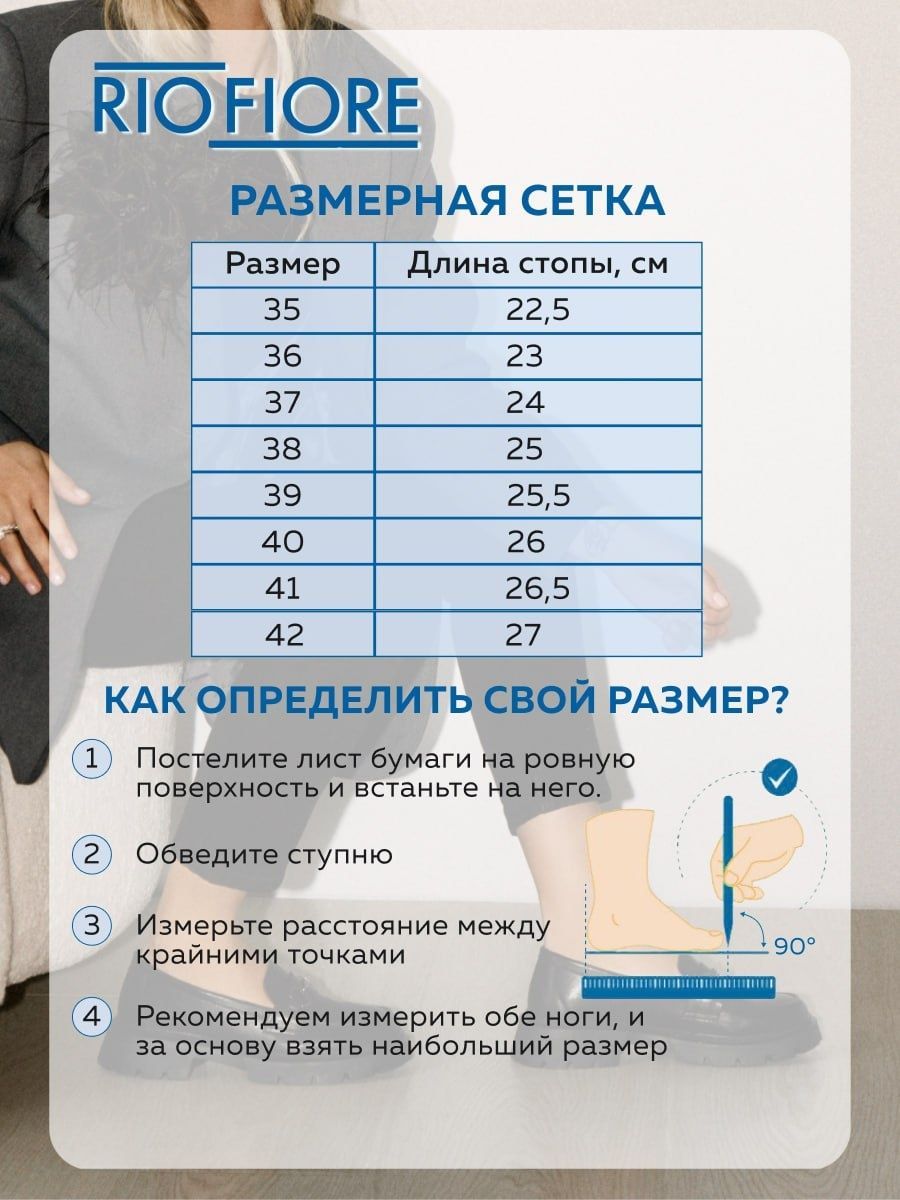 RIO FIORE
РАЗМЕРНАЯ СЕТКА
Размер Длина стопы, см
35 22,5
36 23
37 24
38 25
39 25,5
40 26
41 26,5
42 27
КАК ОПРЕДЕЛИТЬ СВОЙ РАЗМЕР?
1 Постелите лист бумаги на ровную
поверхность и встаньте на него.
2 Обведите ступню
3 Измерьте расстояние между
крайними точками
90°
4 Рекомендуем измерить обе ноги, и
за основу взять наибольший размер